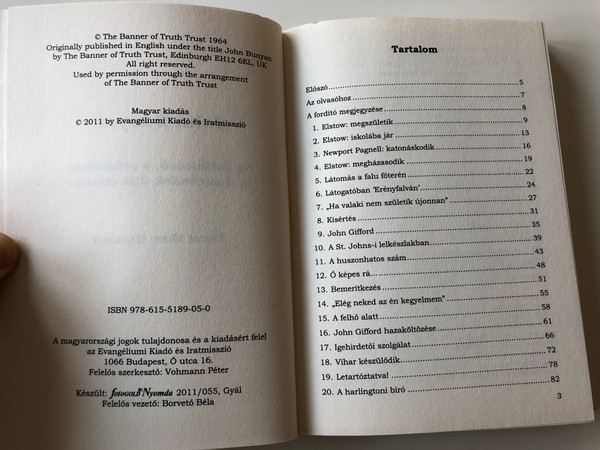 © The Banner of Truth Trust 1964
Originally published in English under the title John Bunyan
by The Banner of Truth Trust, Edinburgh EH12 6EL, UK
All right reserved.
Used by permission through the arrangement
of The Banner of Truth Trust
Magyar kiadás
© 2011 by Evangéliumi Kiadó és Iratmisszió
ISBN 978-615-5189-05-0
A magyarországi jogok tulajdonosa és a kiadásért felel
az Evangéliumi Kiadó és Iratmisszió
1066 Budapest, Ó utca 16.
Felelős szerkesztő: Vohmann Péter
Készült: fotoGOLD Nyomda 2011/055, Gyál
Felelős vezető: Borvető Béla
Tartalom
Előszó 5
Az olvasóhoz 7
A fordító megjegyzése 8
1. Elstow: megszületik 9
2. Elstow: iskolába jár 13
3. Newport Pagnell: katonáskodik 16
4. Elstow: megházasodik 19
5. Látomás a falu főterén 22
6. Látogatóban 'Erényfalván' 24
7. „Ha valaki nem születik újonnan” 27
8. Kísértés 31
9. John Gifford 35
10. A St. Johns-i lelkészlakban 39
11. A huszonhatos szám 43
12. Ó képes rá 48
13. Bemerítkezés 51
14. „Elég neked az én kegyelmem” 55
15. A felhő alatt 58
16. John Gifford hazaköltözése 61
17. Igehirdetői szolgálat 66
18. Vihar készülődik 72
19. Letartóztatva! 78
20. A harlingtoni bíró 82
3